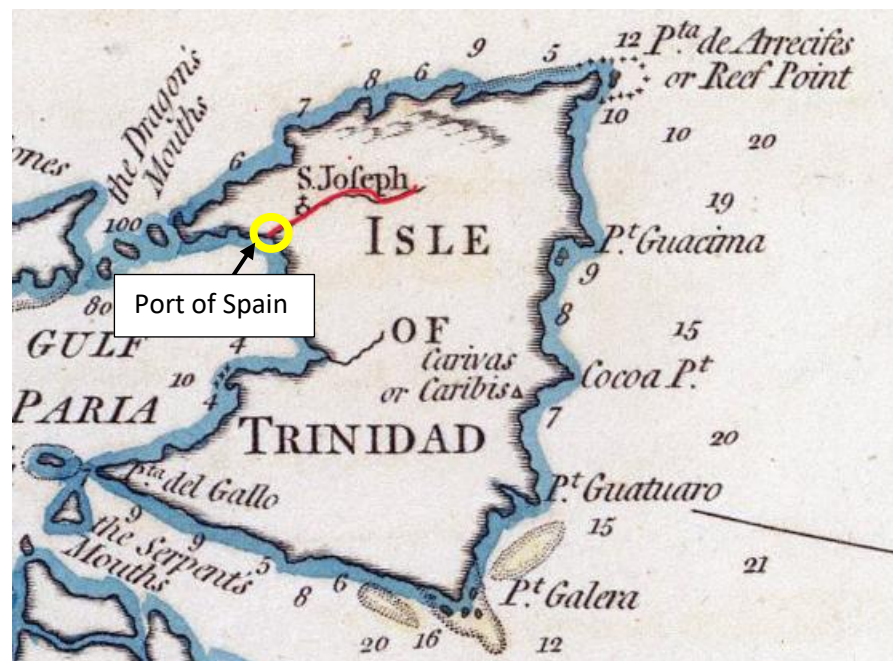 9
5
12
P.ta de Arrecifes
or Reef Point
8
6
7
10
10
20
the Dragon's
Mouths
ones
6
S. Joſeph
19
100
ISLE
P.t Guacima
9
Port of Spain
80
8
15
GULF
4
OF
Carivas
or Caribis
10
4
Cocoa P.t
PARIA
7
TRINIDAD
20
P.ta del Gallo
P.t Guatuaro
9
the Serpent's
Mouths
9
15
5
21
8
6
P.t Galera
20
16
12